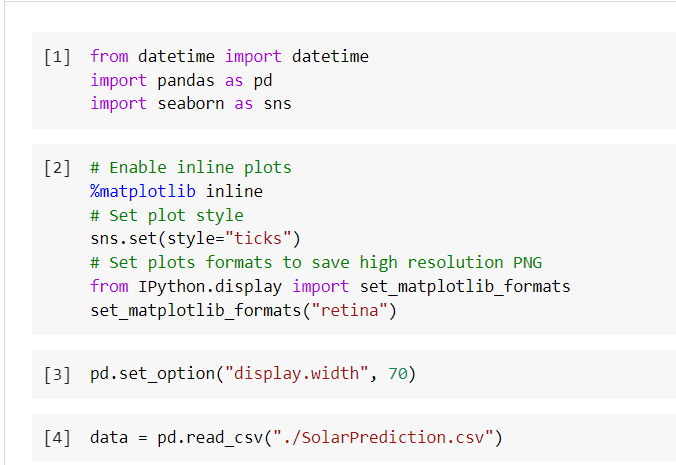 [1] from datetime import datetime
import pandas as pd
import seaborn as sns
[2] # Enable inline plots
%matplotlib inline
# Set plot style
sns.set(style="ticks")
# Set plots formats to save high resolution PNG
from IPython.display import set_matplotlib_formats
set_matplotlib_formats("retina")
[3] pd.set_option("display.width", 70)
[4] data = pd.read_csv("./SolarPrediction.csv")